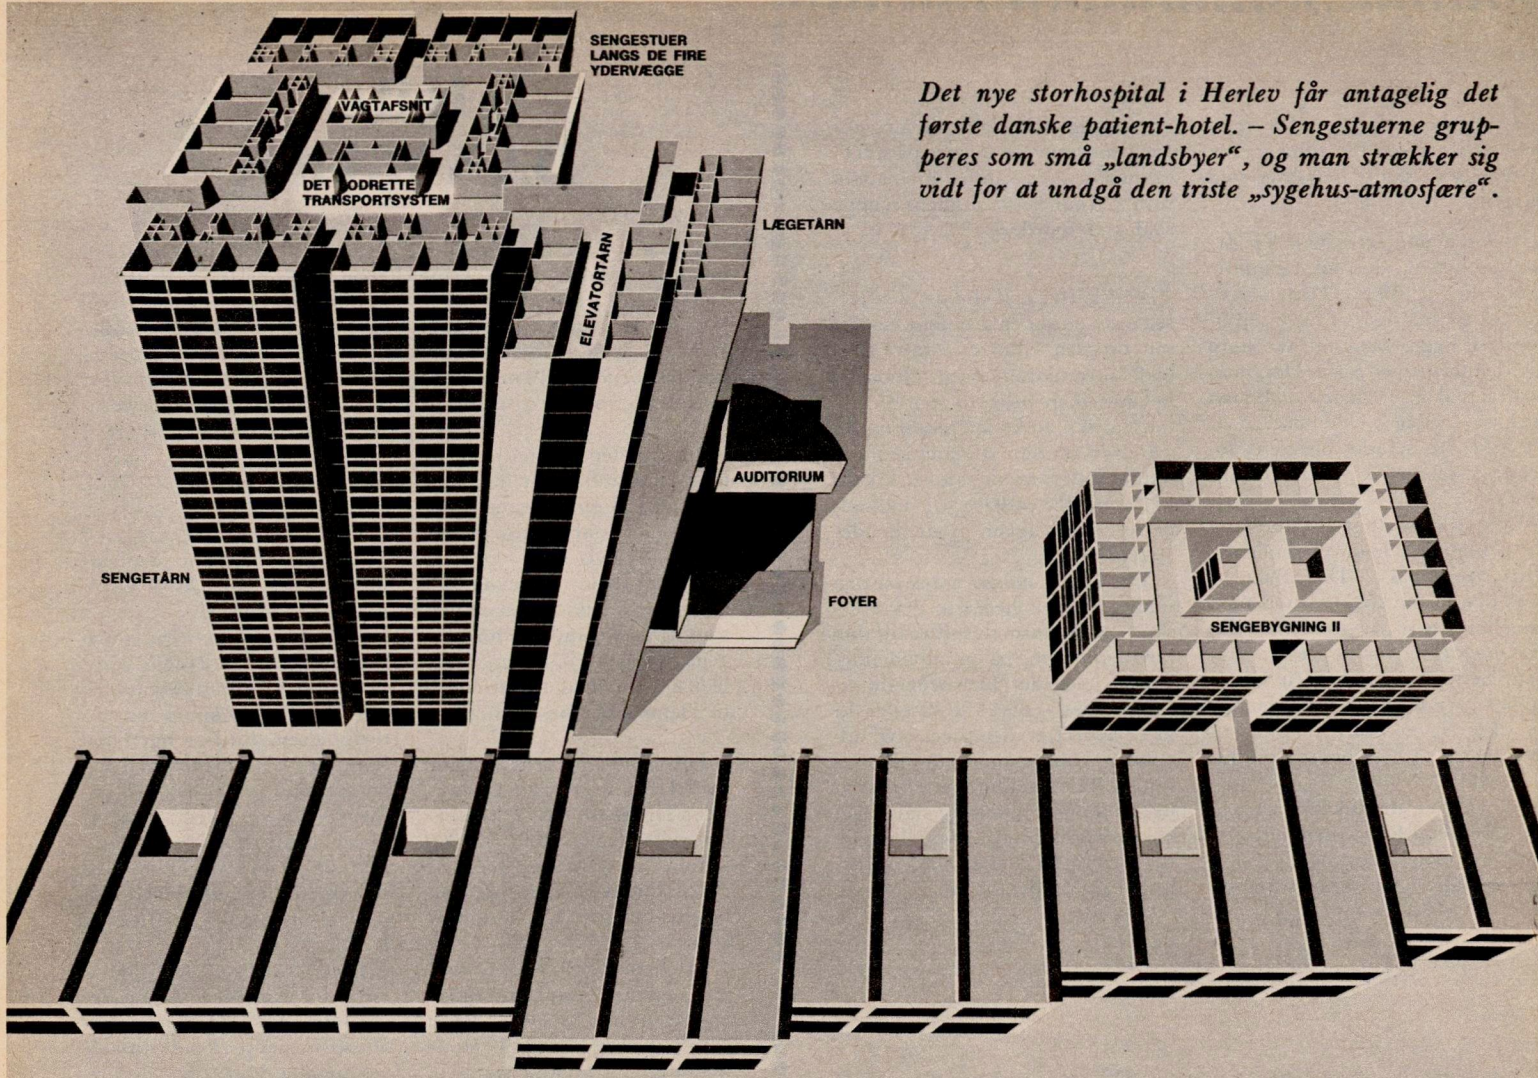 SENGESTUER
LANGS DE FIRE
YDERVÆGGE
Det nye storhospital i Herlev får antagelig det
første danske patient-hotel. – Sengestuerne grup-
peres som små „landsbyer“, og man strækker sig
vidt for at undgå den triste „sygehus-atmosfære“.
VAGTAFSNIT
DET LODRETTE
TRANSPORTSYSTEM
LÆGETÅRN
ELEVATORTÅRN
AUDITORIUM
SENGETÅRN
FOYER
SENGEBYGNING II